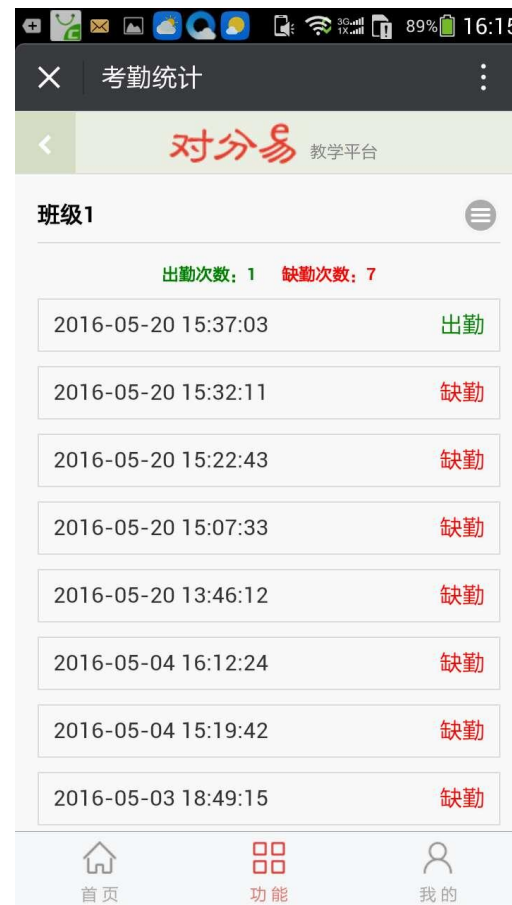 3G 1X 89% 16:15
考勤统计
对分易 教学平台
班级1
出勤次数：1 缺勤次数：7
2016-05-20 15:37:03 出勤
2016-05-20 15:32:11 缺勤
2016-05-20 15:22:43 缺勤
2016-05-20 15:07:33 缺勤
2016-05-20 13:46:12 缺勤
2016-05-04 16:12:24 缺勤
2016-05-04 15:19:42 缺勤
2016-05-03 18:49:15 缺勤
首页 功能 我的